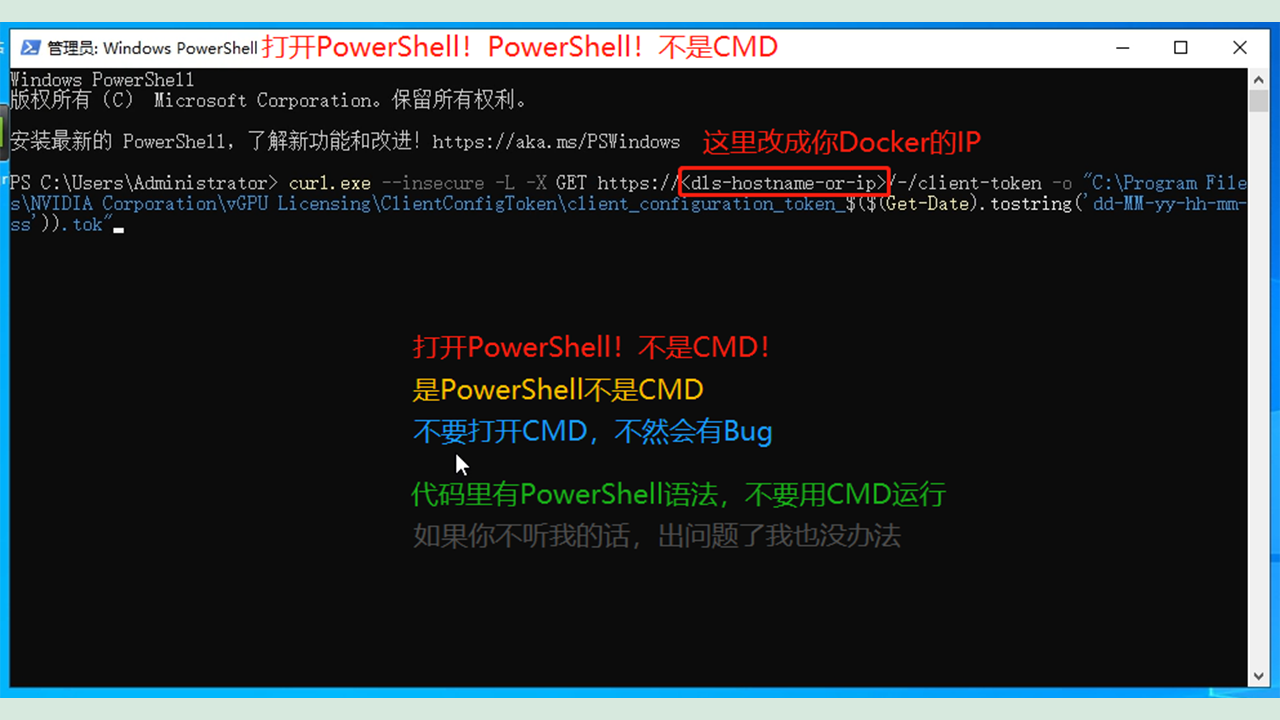 管理员: Windows PowerShell 打开PowerShell！PowerShell！不是CMD
Windows PowerShell
版权所有 (C) Microsoft Corporation。保留所有权利。
安装最新的 PowerShell，了解新功能和改进！https://aka.ms/PSWindows 这里改成你Docker的IP
PS C:\Users\Administrator> curl.exe --insecure -L -X GET https://<dls-hostname-or-ip>/-/client-token -o "C:\Program File
s\NVIDIA Corporation\vGPU Licensing\ClientConfigToken\client_configuration_token_$($(Get-Date).tostring('dd-MM-yy-hh-mm-
ss')).tok"
打开PowerShell！不是CMD！
是PowerShell不是CMD
不要打开CMD，不然会有Bug
代码里有PowerShell语法，不要用CMD运行
如果你不听我的话，出问题了我也没办法